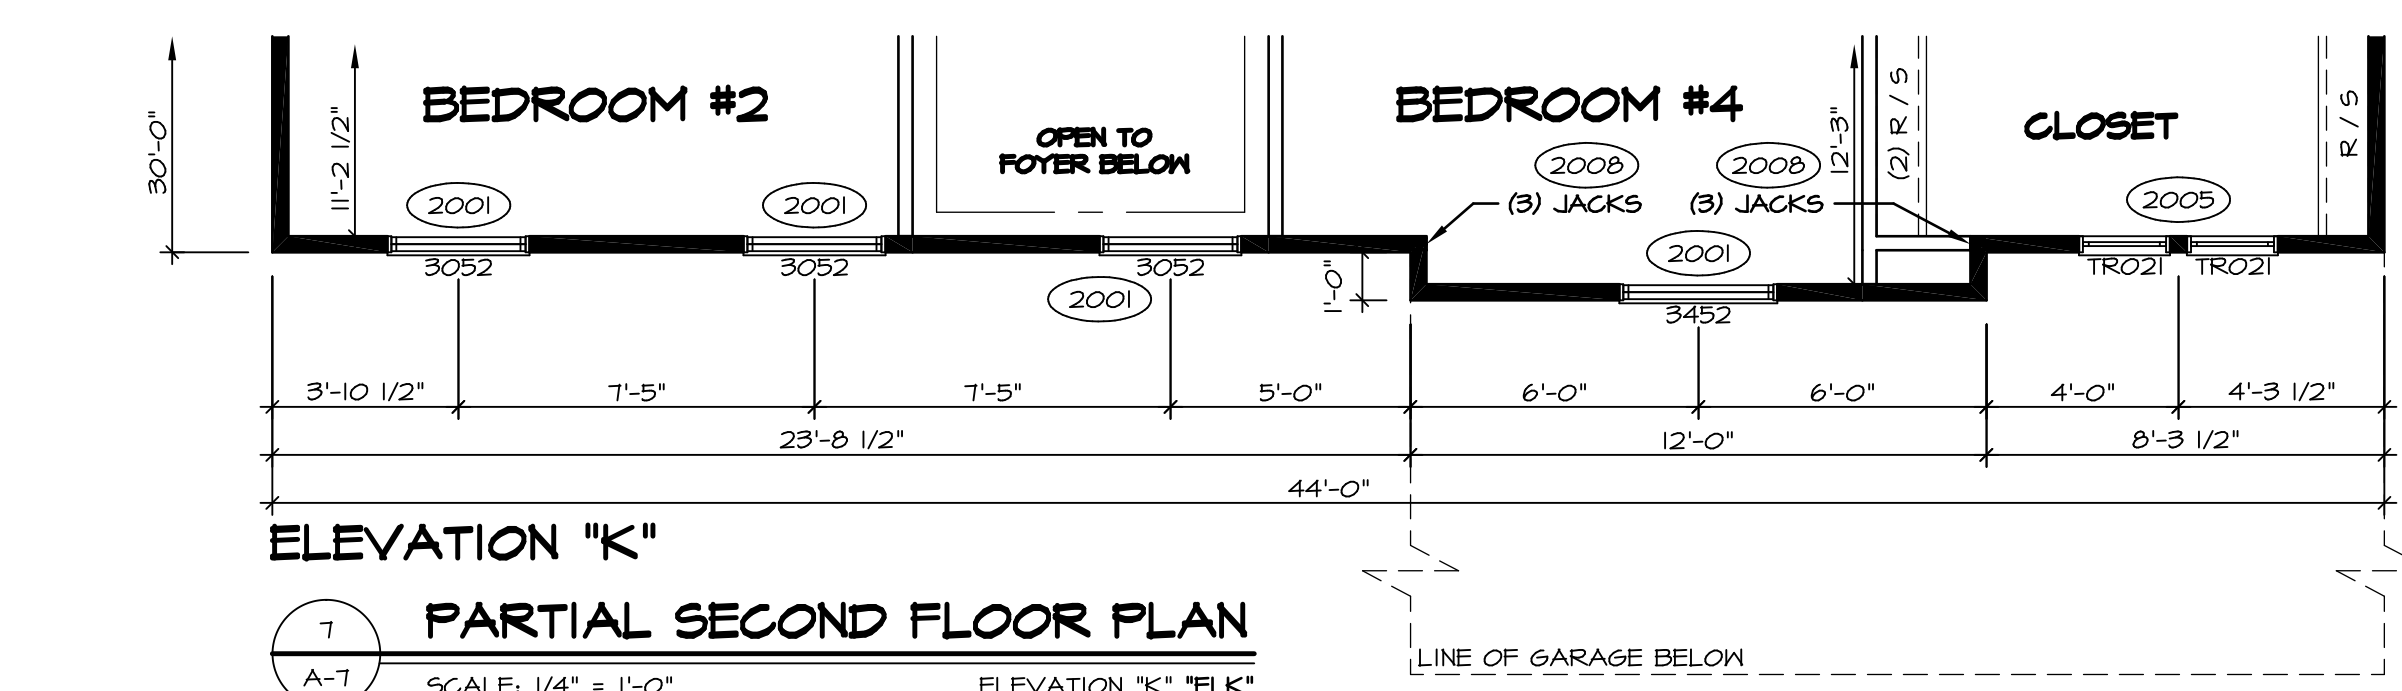 30'-0"
11'-2 1/2"
BEDROOM #2
2001
2001
OPEN TO
FOYER BELOW
BEDROOM #4
2008
2008
12'-3"
(2) R/S
(3) JACKS
(3) JACKS
CLOSET
R/S
2005
2001
3052
3052
3052
2001
1'-0"
3452
TR021
TR021
3'-10 1/2"
7'-5"
7'-5"
5'-0"
6'-0"
6'-0"
4'-0"
4'-3 1/2"
23'-8 1/2"
12'-0"
8'-3 1/2"
44'-0"
ELEVATION "K"
7
A-7
PARTIAL SECOND FLOOR PLAN
SCALE: 1/4" = 1'-0"
ELEVATION "K" "ELK"
LINE OF GARAGE BELOW